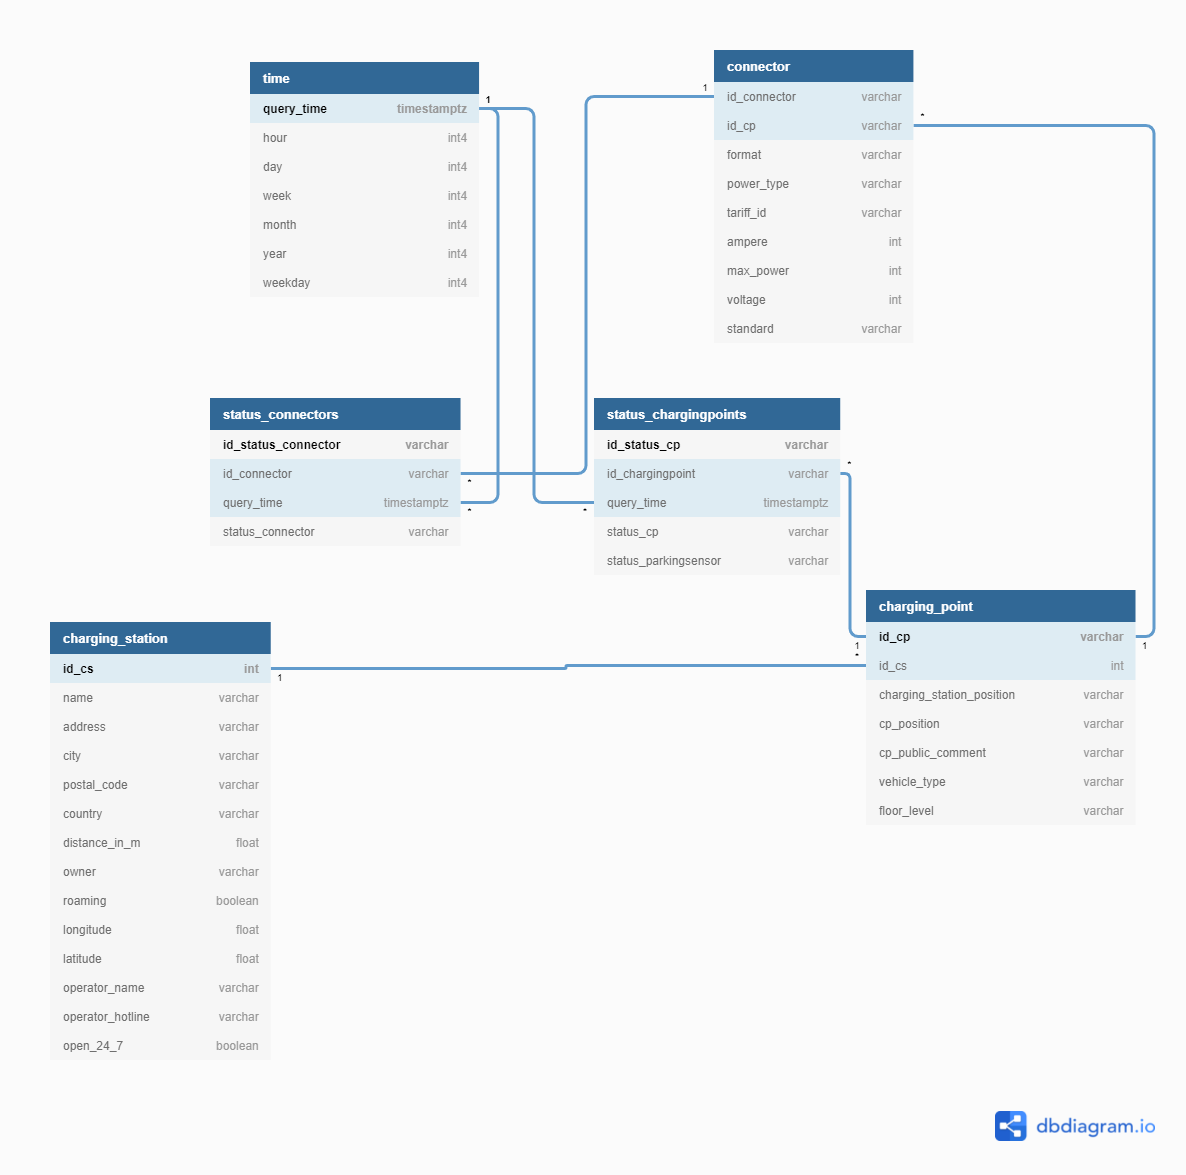 time
query_time timestamptz
hour int4
day int4
week int4
month int4
year int4
weekday int4
1
connector
id_connector varchar
id_cp varchar
format varchar
power_type varchar
tariff_id varchar
ampere int
max_power int
voltage int
standard varchar
1
*
status_connectors
id_status_connector varchar
id_connector varchar
query_time timestamptz
status_connector varchar
*
*
status_chargingpoints
id_status_cp varchar
id_chargingpoint varchar
query_time timestamptz
status_cp varchar
status_parkingsensor varchar
*
*
charging_station
id_cs int
name varchar
address varchar
city varchar
postal_code varchar
country varchar
distance_in_m float
owner varchar
roaming boolean
longitude float
latitude float
operator_name varchar
operator_hotline varchar
open_24_7 boolean
1
charging_point
id_cp varchar
id_cs int
charging_station_position varchar
cp_position varchar
cp_public_comment varchar
vehicle_type varchar
floor_level varchar
1
*
1
dbdiagram.io